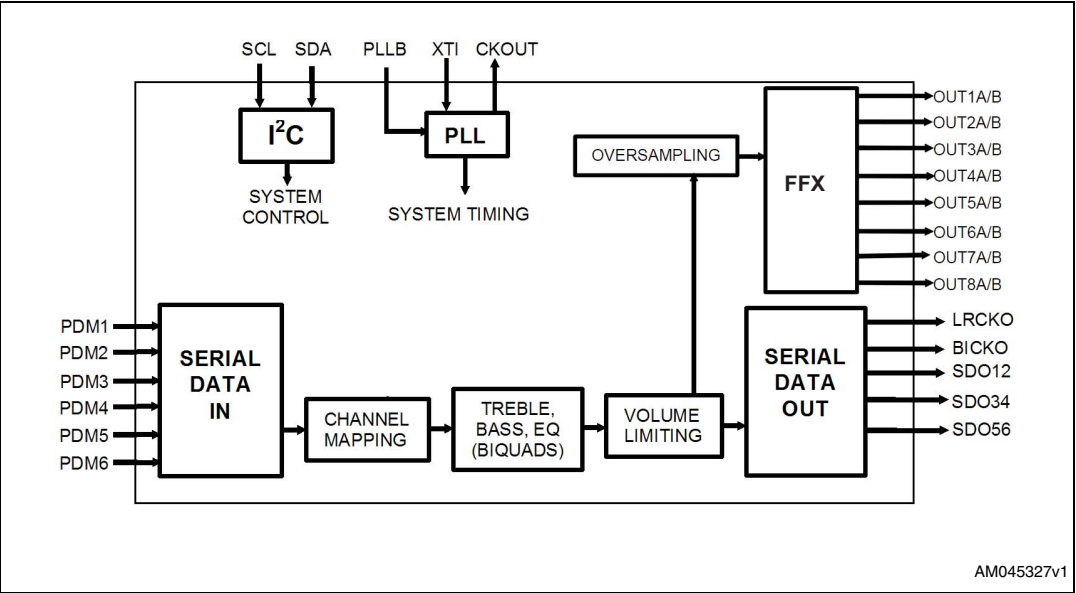 SCL SDA PLLB XTI CKOUT
I²C
PLL
SYSTEM
CONTROL
SYSTEM TIMING
OVERSAMPLING
FFX
OUT1A/B
OUT2A/B
OUT3A/B
OUT4A/B
OUT5A/B
OUT6A/B
OUT7A/B
OUT8A/B
PDM1
PDM2
PDM3
PDM4
PDM5
PDM6
SERIAL
DATA
IN
CHANNEL
MAPPING
TREBLE,
BASS, EQ
(BIQUADS)
VOLUME
LIMITING
SERIAL
DATA
OUT
LRCKO
BICKO
SDO12
SDO34
SDO56
AM045327v1